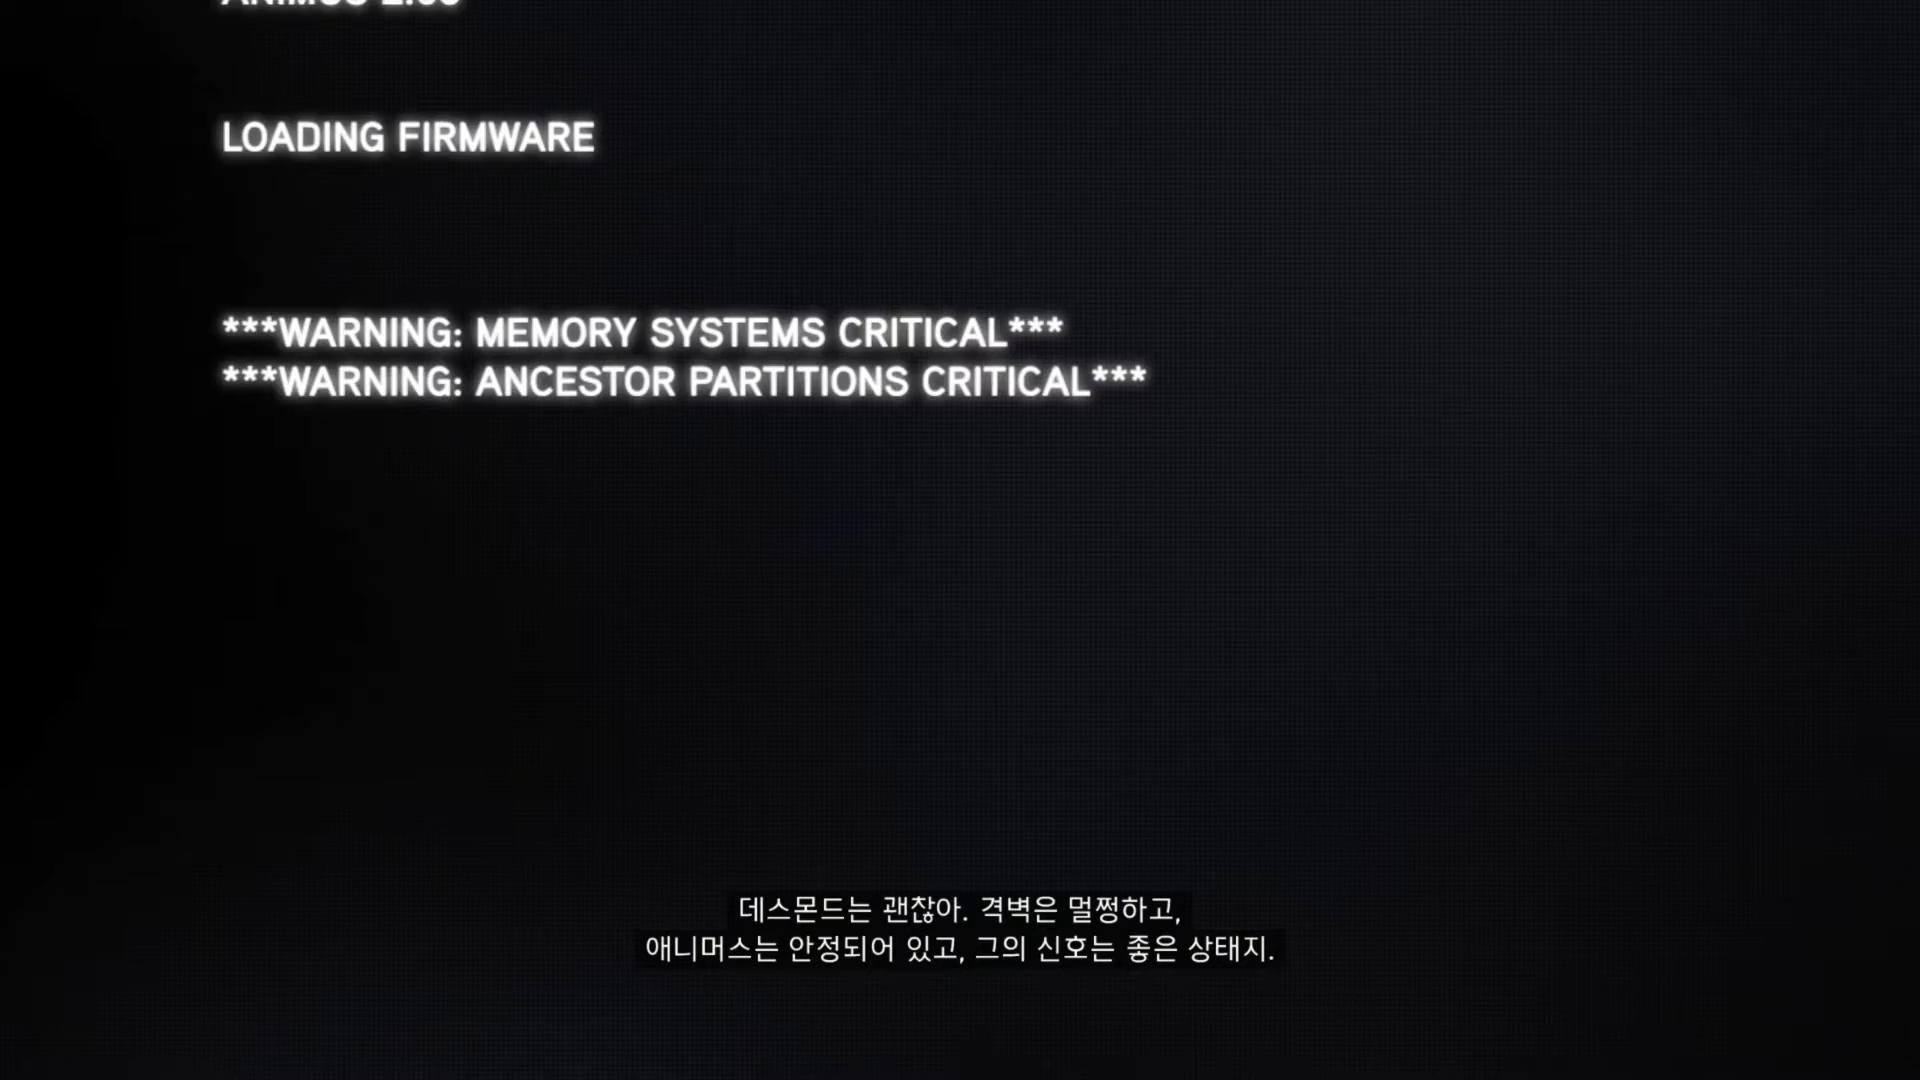 LOADING FIRMWARE
***WARNING: MEMORY SYSTEMS CRITICAL***
***WARNING: ANCESTOR PARTITIONS CRITICAL***
데스몬드는 괜찮아. 격벽은 멀쩡하고,
애니머스는 안정되어 있고, 그의 신호는 좋은 상태지.